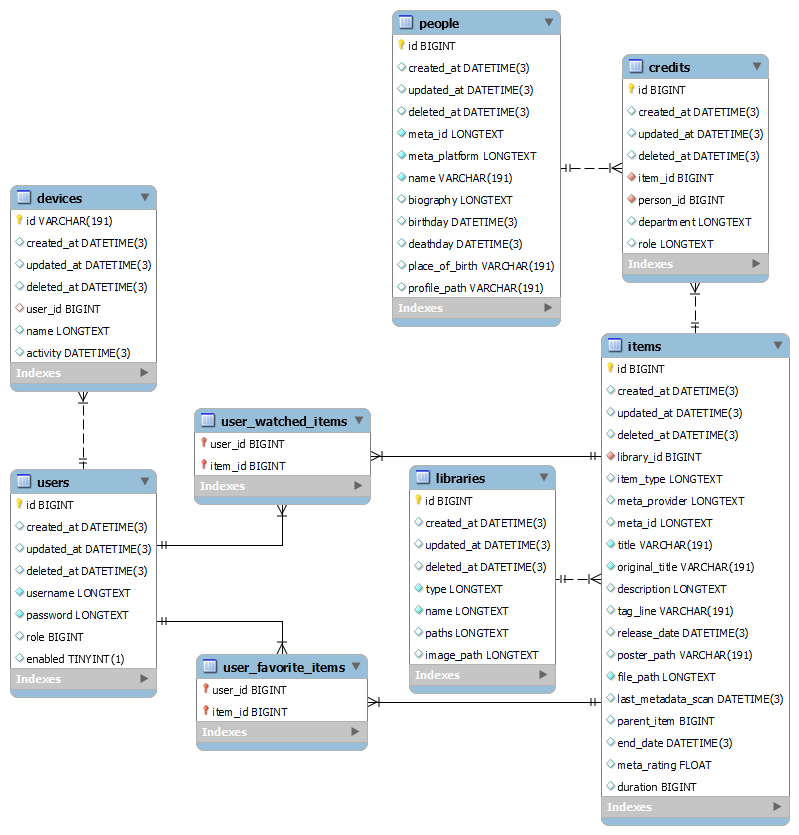 people
id BIGINT
created_at DATETIME(3)
updated_at DATETIME(3)
deleted_at DATETIME(3)
meta_id LONGTEXT
meta_platform LONGTEXT
name VARCHAR(191)
biography LONGTEXT
birthday DATETIME(3)
deathday DATETIME(3)
place_of_birth VARCHAR(191)
profile_path VARCHAR(191)
Indexes
credits
id BIGINT
created_at DATETIME(3)
updated_at DATETIME(3)
deleted_at DATETIME(3)
item_id BIGINT
person_id BIGINT
department LONGTEXT
role LONGTEXT
Indexes
devices
id VARCHAR(191)
created_at DATETIME(3)
updated_at DATETIME(3)
deleted_at DATETIME(3)
user_id BIGINT
name LONGTEXT
activity DATETIME(3)
Indexes
items
id BIGINT
created_at DATETIME(3)
updated_at DATETIME(3)
deleted_at DATETIME(3)
library_id BIGINT
item_type LONGTEXT
meta_provider LONGTEXT
meta_id LONGTEXT
title VARCHAR(191)
original_title VARCHAR(191)
description LONGTEXT
tag_line VARCHAR(191)
release_date DATETIME(3)
poster_path VARCHAR(191)
file_path LONGTEXT
last_metadata_scan DATETIME(3)
parent_item BIGINT
end_date DATETIME(3)
meta_rating FLOAT
duration BIGINT
Indexes
user_watched_items
user_id BIGINT
item_id BIGINT
Indexes
libraries
id BIGINT
created_at DATETIME(3)
updated_at DATETIME(3)
deleted_at DATETIME(3)
type LONGTEXT
name LONGTEXT
paths LONGTEXT
image_path LONGTEXT
Indexes
users
id BIGINT
created_at DATETIME(3)
updated_at DATETIME(3)
deleted_at DATETIME(3)
username LONGTEXT
password LONGTEXT
role BIGINT
enabled TINYINT(1)
Indexes
user_favorite_items
user_id BIGINT
item_id BIGINT
Indexes